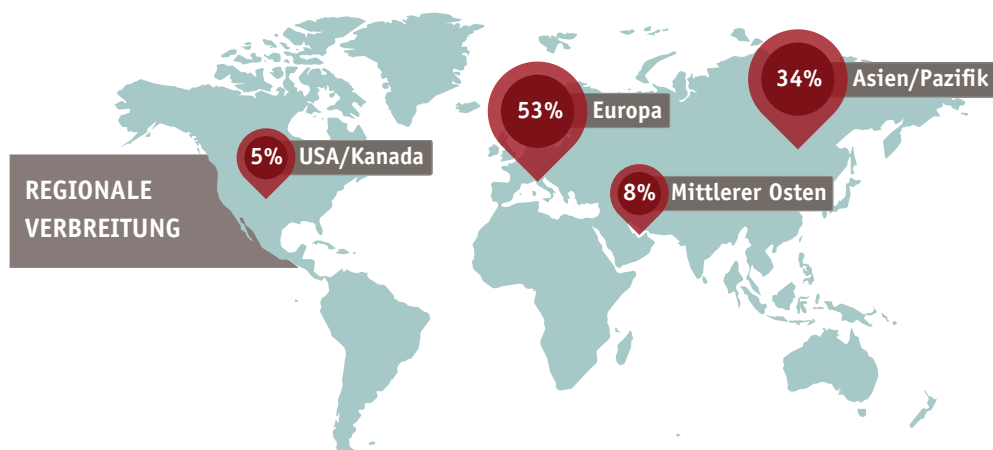 REGIONALE
VERBREITUNG
5% USA/Kanada
53% Europa
8% Mittlerer Osten
34% Asien/Pazifik